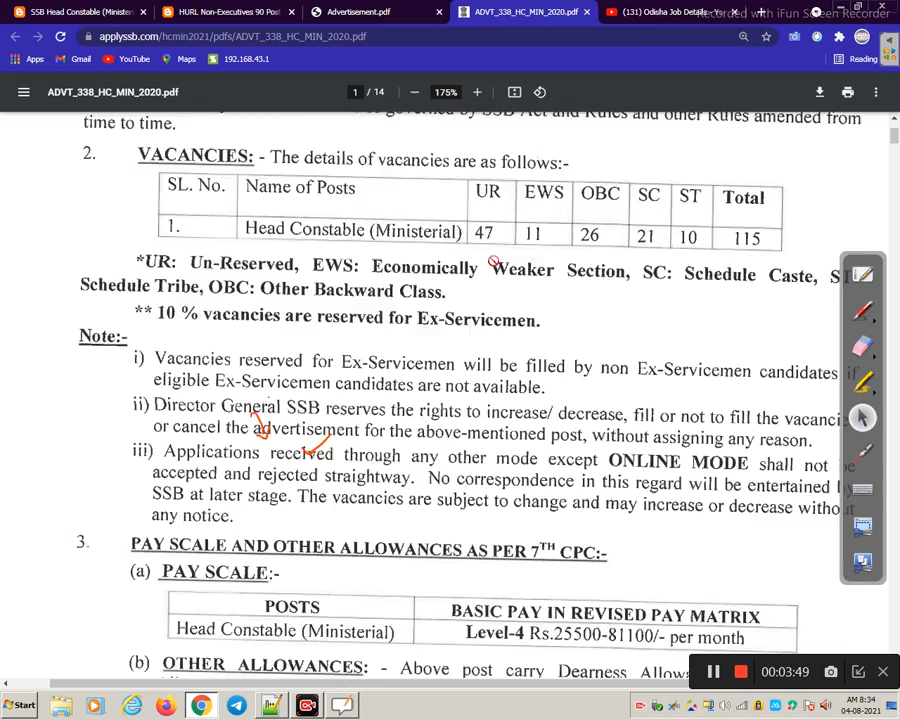 SSB Head Constable (Minister
HURL Non-Executives 90 Post
Advertisement.pdf
ADVT_338_HC_MIN_2020.pdf
(131) Odisha Job Details - Y
Recorded with iFun Screen Recorder
applyssb.com/hcmin2021/pdfs/ADVT_338_HC_MIN_2020.pdf
Apps Gmail YouTube Maps 192.168.43.1 Reading
ADVT_338_HC_MIN_2020.pdf 1 / 14 175%
be governed by SSB Act and Rules and other Rules amended from
time to time.
2. VACANCIES: - The details of vacancies are as follows:-
SL. No. Name of Posts UR EWS OBC SC ST Total
1. Head Constable (Ministerial) 47 11 26 21 10 115
*UR: Un-Reserved, EWS: Economically Weaker Section, SC: Schedule Caste, ST
Schedule Tribe, OBC: Other Backward Class.
** 10 % vacancies are reserved for Ex-Servicemen.
Note:-
i) Vacancies reserved for Ex-Servicemen will be filled by non Ex-Servicemen candidates if
eligible Ex-Servicemen candidates are not available.
ii) Director General SSB reserves the rights to increase/ decrease, fill or not to fill the vacanci
or cancel the advertisement for the above-mentioned post, without assigning any reason.
iii) Applications received through any other mode except ONLINE MODE shall not be
accepted and rejected straightway. No correspondence in this regard will be entertained by
SSB at later stage. The vacancies are subject to change and may increase or decrease withou
any notice.
3. PAY SCALE AND OTHER ALLOWANCES AS PER 7TH CPC:-
(a) PAY SCALE:-
POSTS BASIC PAY IN REVISED PAY MATRIX
Head Constable (Ministerial) Level-4 Rs.25500-81100/- per month
(b) OTHER ALLOWANCES: - Above post carry Dearness Allow
00:03:49
Start
AM 8:34
04-08-2021